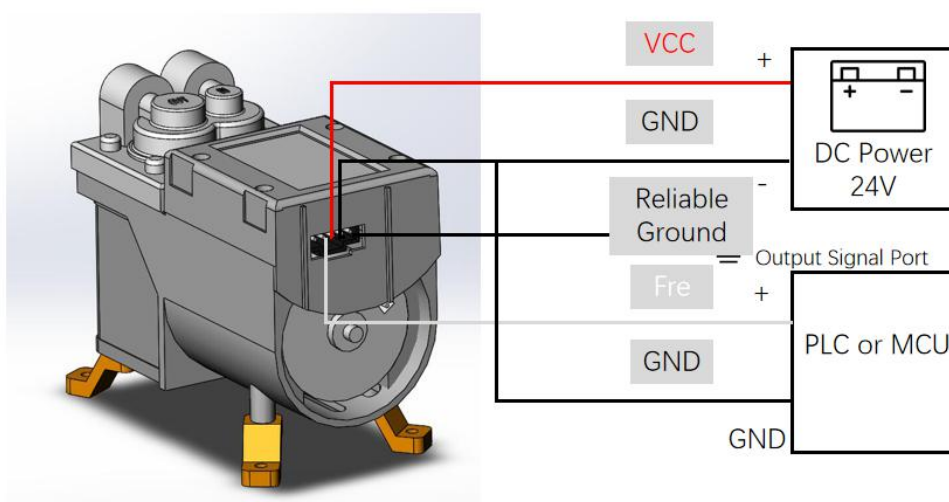 VCC
+
GND
+ -
DC Power
24V
-
Reliable
Ground
Output Signal Port
Fre
+
PLC or MCU
GND
GND